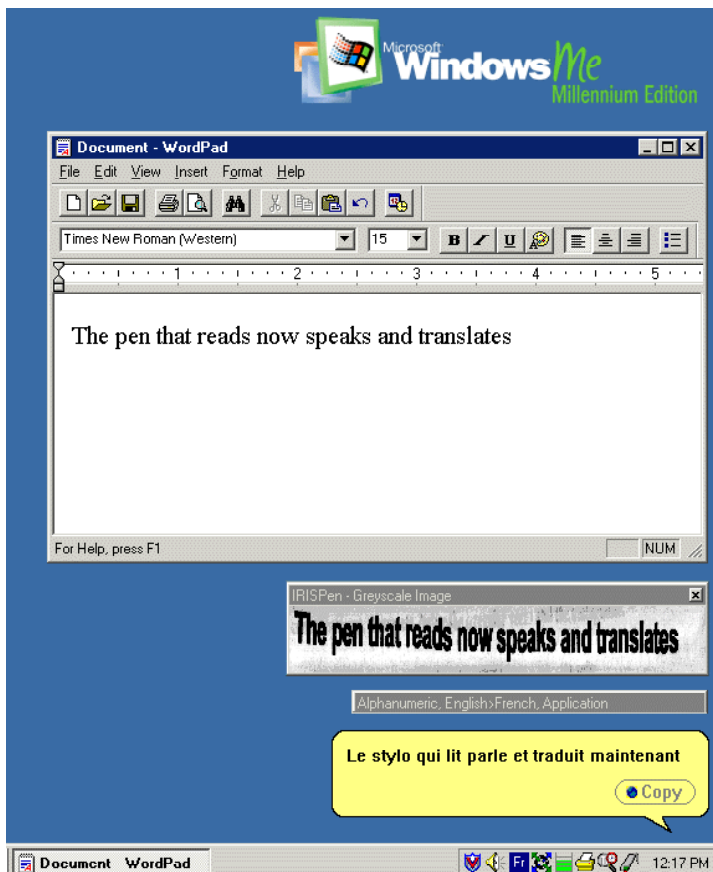 Microsoft
Windows Me
Millennium Edition
Document - WordPad
File Edit View Insert Format Help
Times New Roman (Western) 15 B / U
1 2 3 4 5
The pen that reads now speaks and translates
For Help, press F1 NUM
IRISPen - Greyscale Image
The pen that reads now speaks and translates
Alphanumeric, English>French, Application
Le stylo qui lit parle et traduit maintenant
Copy
Document WordPad Fr 12:17 PM